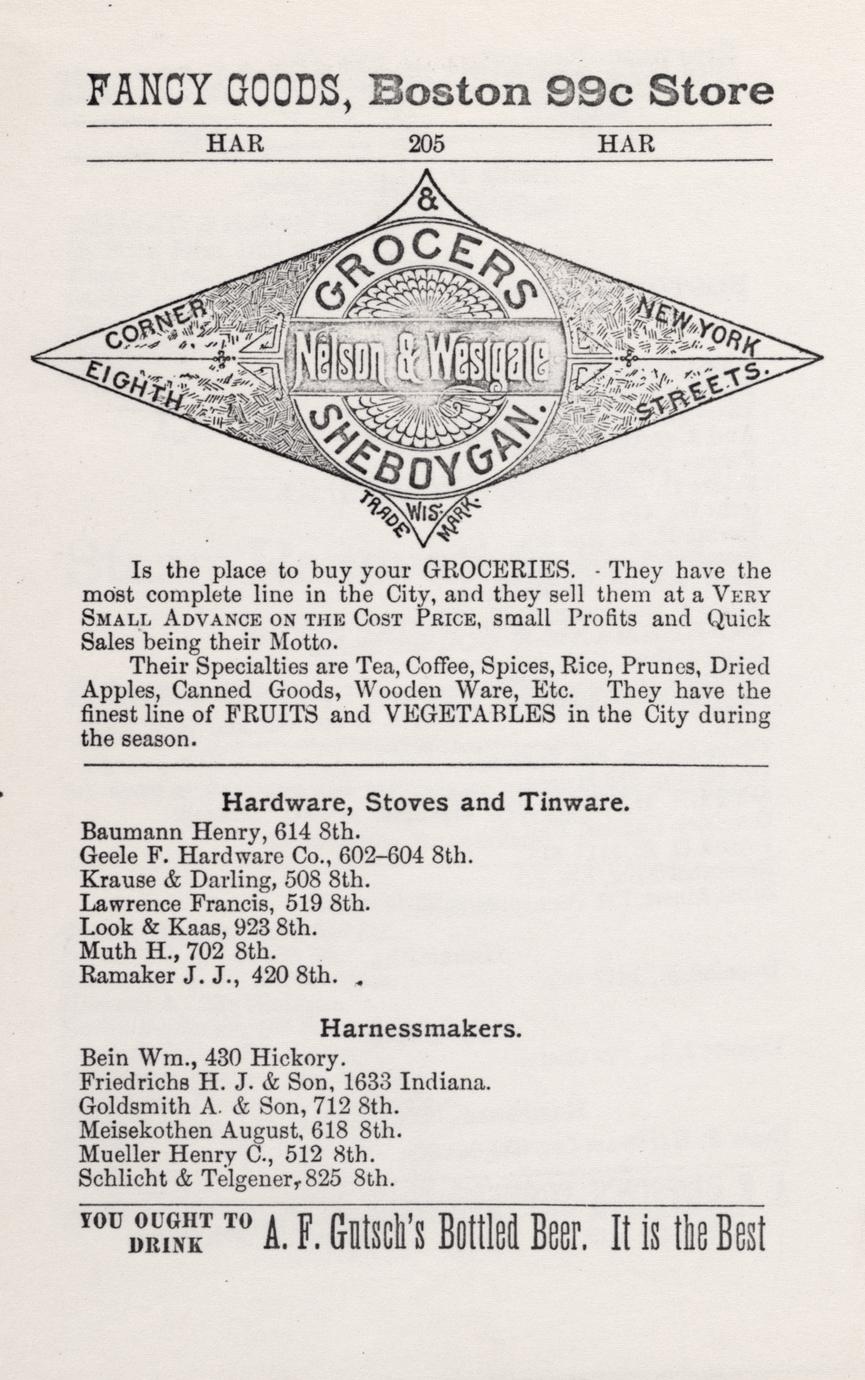 FANCY GOODS, Boston 99c Store
HAR 205 HAR
&
GROCERS
CORNER
NEW YORK
Nelson & Westgate
EIGHTH
STREETS.
SHEBOYGAN.
WIS.
TRADE MARK.
Is the place to buy your GROCERIES. - They have the
most complete line in the City, and they sell them at a VERY
SMALL ADVANCE ON THE COST PRICE, small Profits and Quick
Sales being their Motto.
Their Specialties are Tea, Coffee, Spices, Rice, Prunes, Dried
Apples, Canned Goods, Wooden Ware, Etc. They have the
finest line of FRUITS and VEGETABLES in the City during
the season.
Hardware, Stoves and Tinware.
Baumann Henry, 614 8th.
Geele F. Hardware Co., 602–604 8th.
Krause & Darling, 508 8th.
Lawrence Francis, 519 8th.
Look & Kaas, 923 8th.
Muth H., 702 8th.
Ramaker J. J., 420 8th.
Harnessmakers.
Bein Wm., 430 Hickory.
Friedrichs H. J. & Son, 1633 Indiana.
Goldsmith A. & Son, 712 8th.
Meisekothen August, 618 8th.
Mueller Henry C., 512 8th.
Schlicht & Telgener, 825 8th.
YOU OUGHT TO DRINK A. F. Gutsch's Bottled Beer. It is the Best